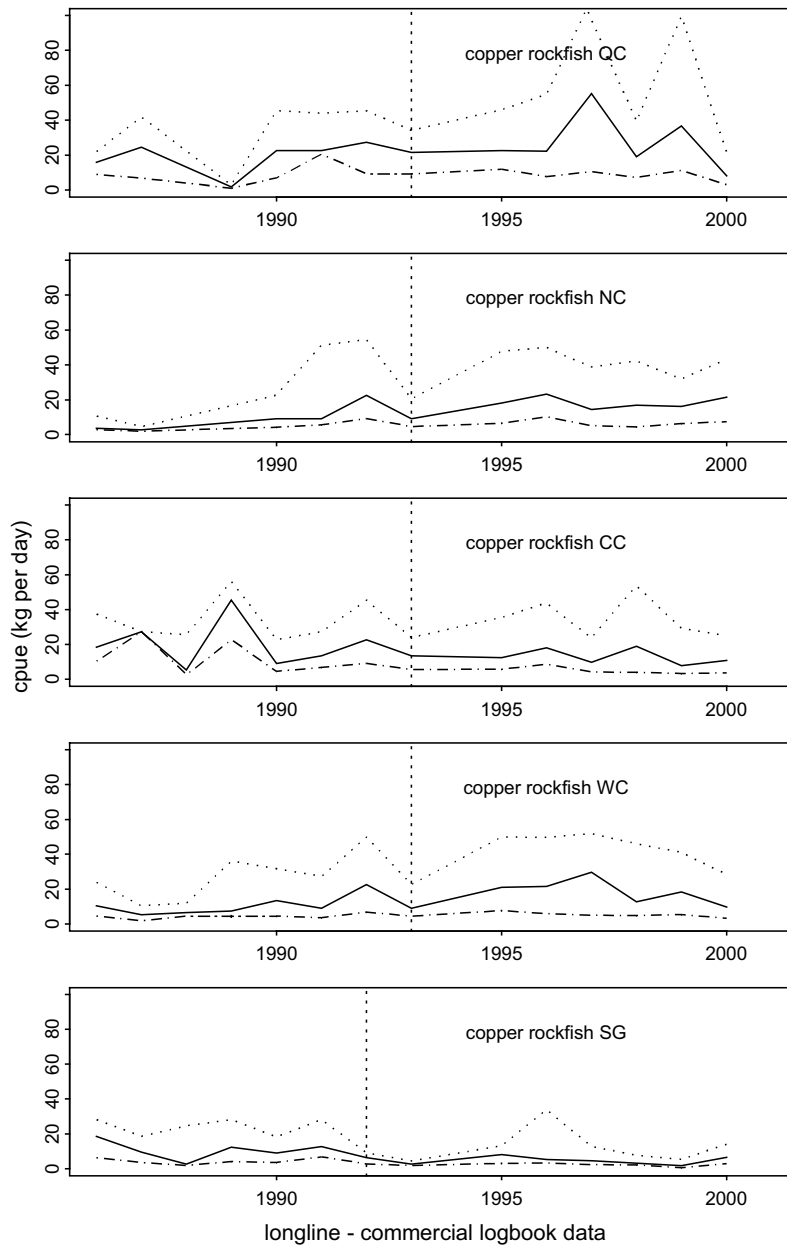 copper rockfish QC
0 20 40 60 80
1990 1995 2000
copper rockfish NC
0 20 40 60 80
1990 1995 2000
copper rockfish CC
0 20 40 60 80
1990 1995 2000
copper rockfish WC
0 20 40 60 80
1990 1995 2000
copper rockfish SG
0 20 40 60 80
1990 1995 2000
cpue (kg per day)
longline - commercial logbook data